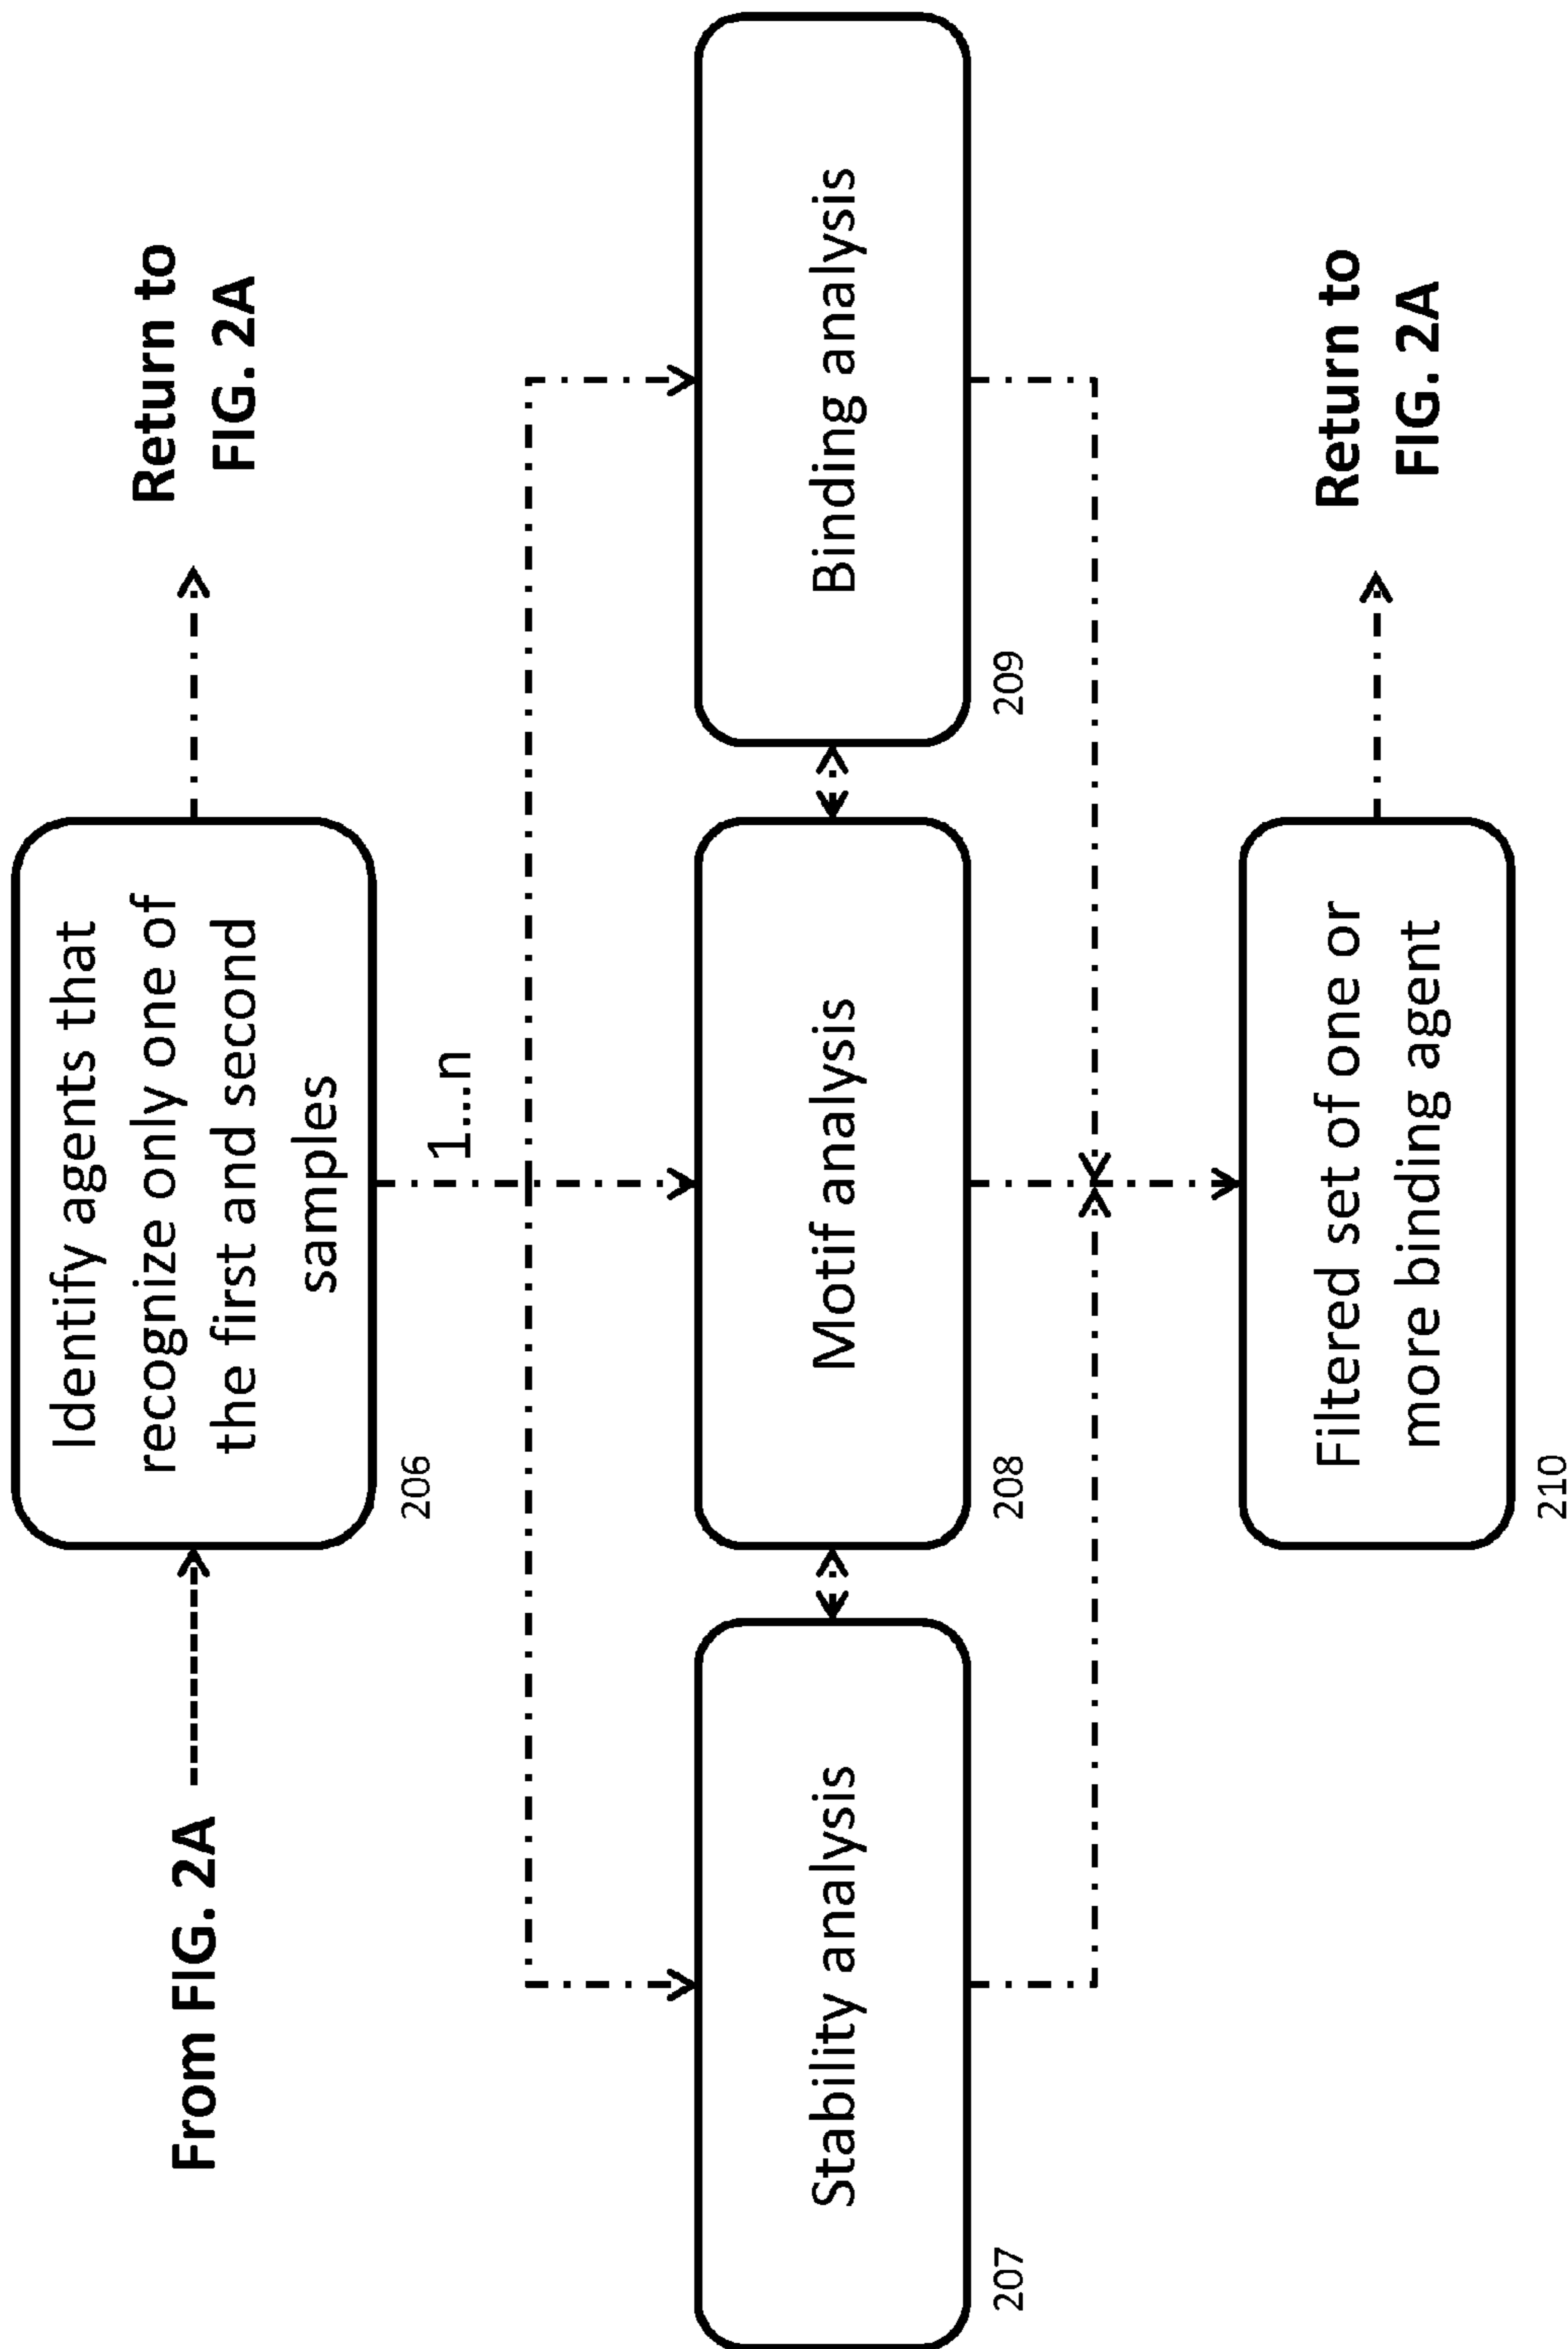 From FIG. 2A
Identify agents that
recognize only one of
the first and second
samples
206
Return to
FIG. 2A
1...n
Stability analysis
207
Motif analysis
208
Binding analysis
209
Filtered set of one or
more binding agent
210
Return to
FIG. 2A